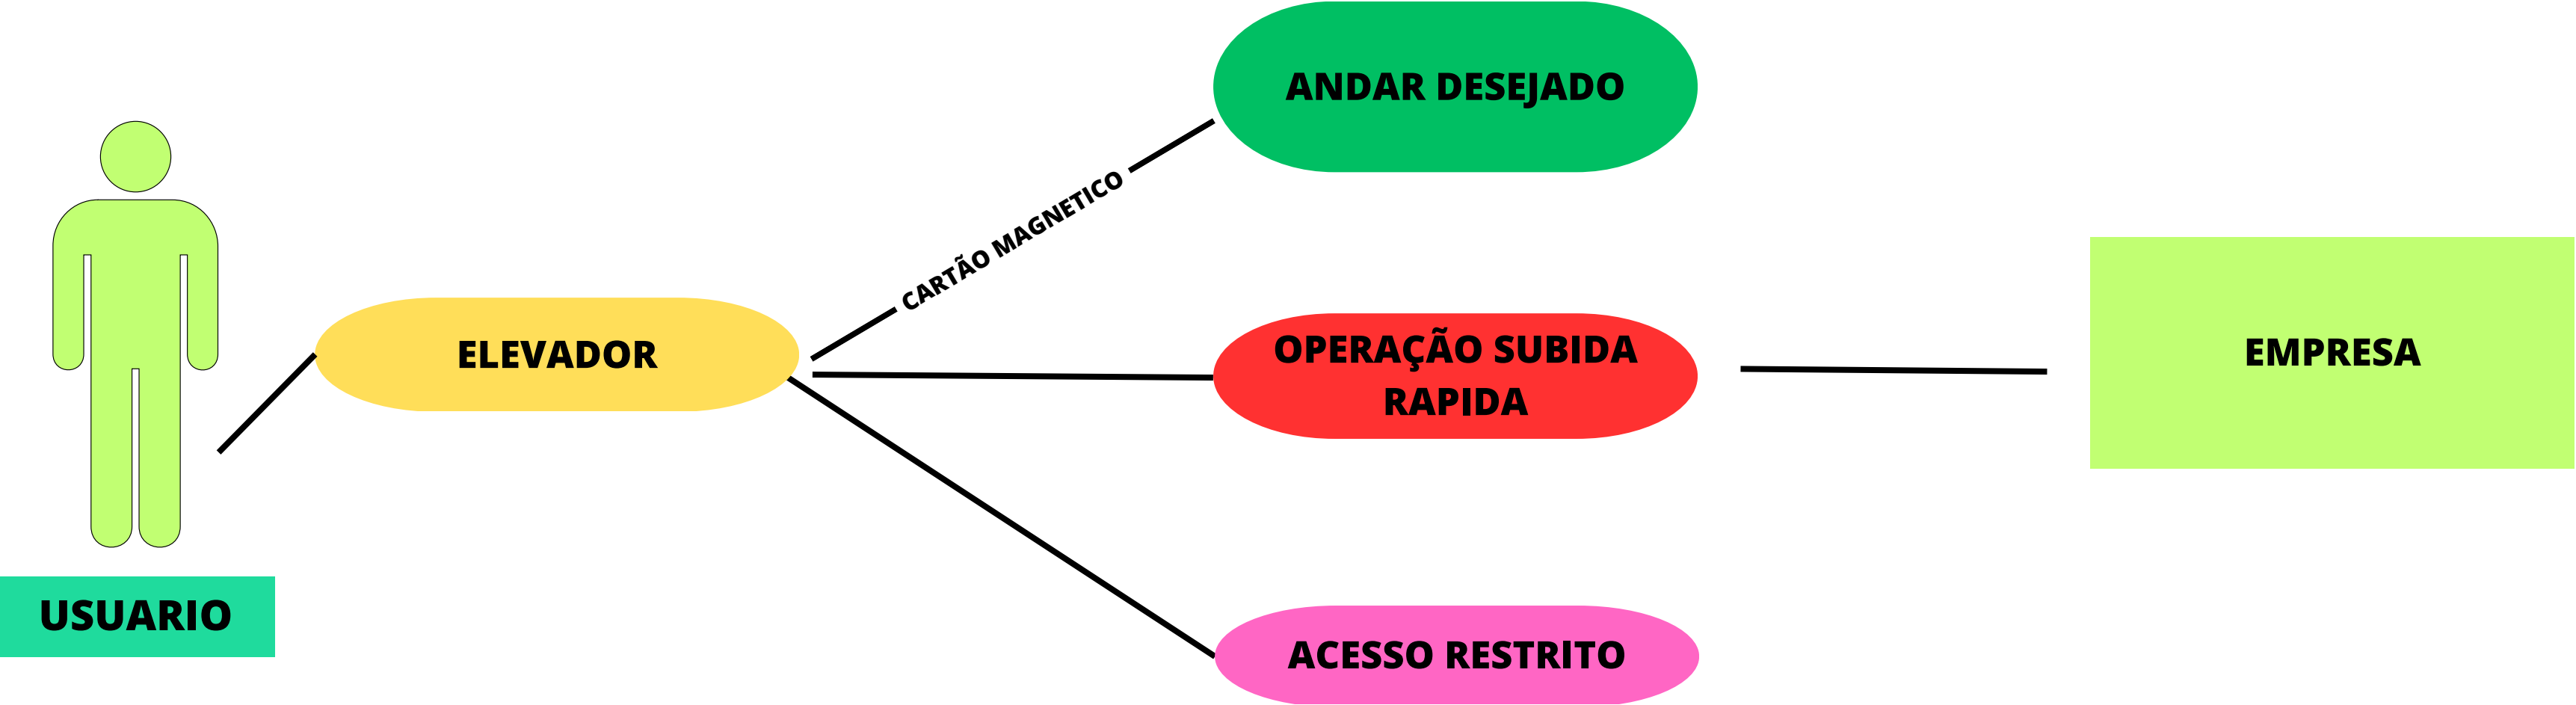 USUARIO
ELEVADOR
CARTÃO MAGNETICO
ANDAR DESEJADO
OPERAÇÃO SUBIDA
RAPIDA
ACESSO RESTRITO
EMPRESA